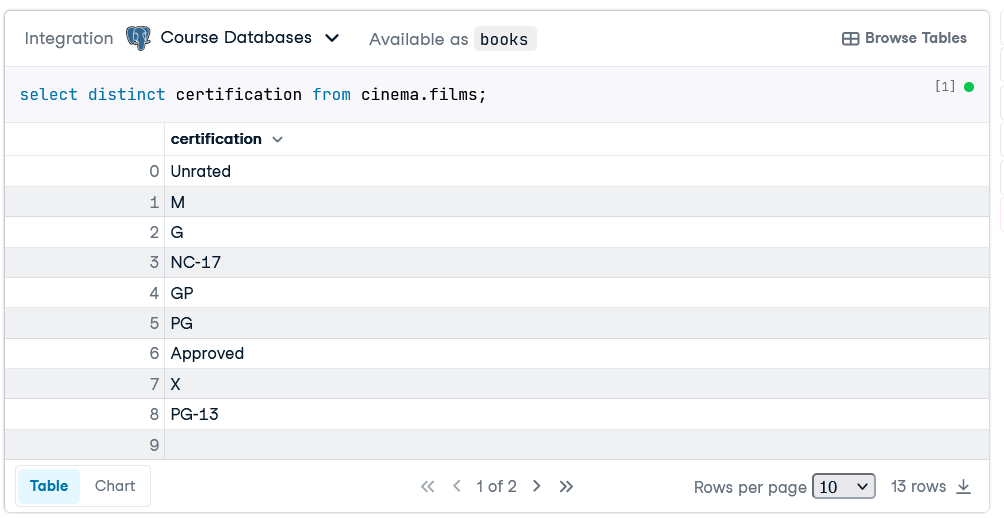 Integration Course Databases Available as books Browse Tables
select distinct certification from cinema.films; [1]
certification
0 Unrated
1 M
2 G
3 NC-17
4 GP
5 PG
6 Approved
7 X
8 PG-13
9
Table Chart « < 1 of 2 > » Rows per page 10 13 rows